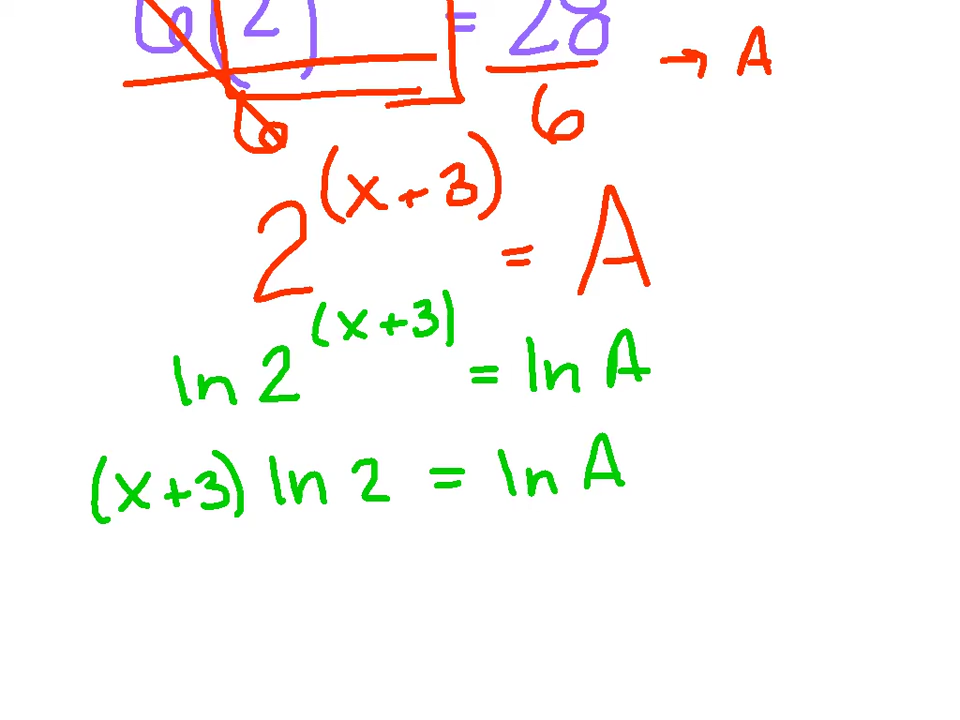 6(2 ) = 28
6 6 → A
2^(x+3) = A
ln 2^(x+3) = ln A
(x+3) ln 2 = ln A